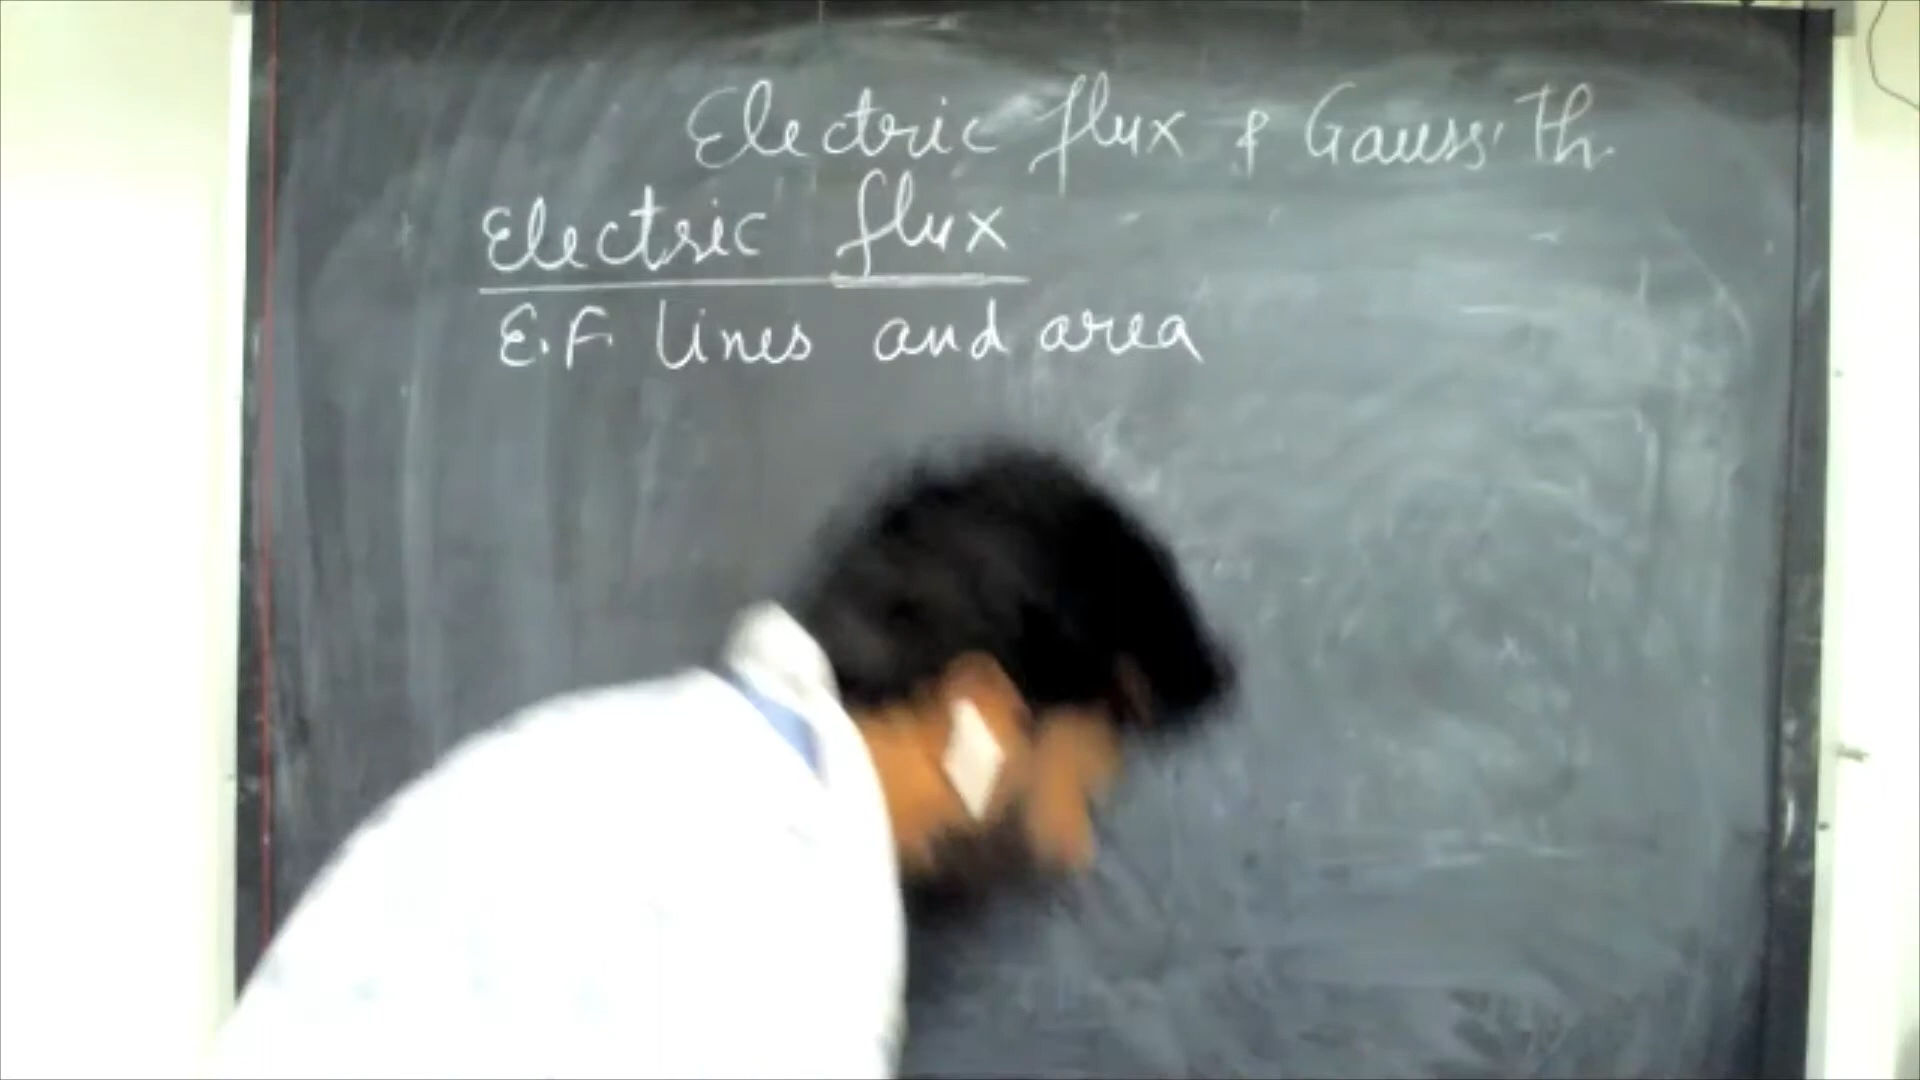 Electric flux & Gauss' Th.
Electric flux
E.F. lines and area